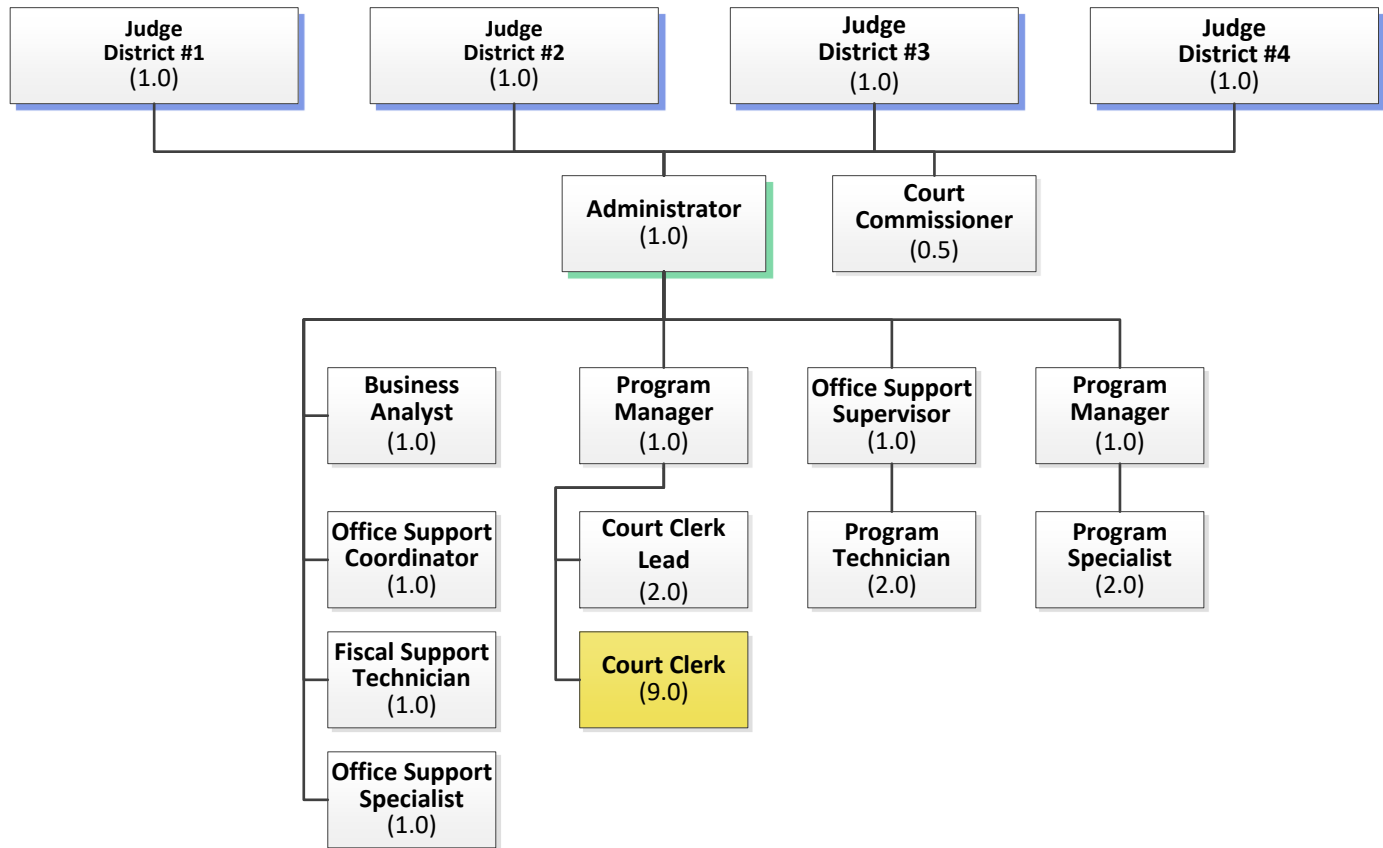 Judge
District #1
(1.0)
Judge
District #2
(1.0)
Judge
District #3
(1.0)
Judge
District #4
(1.0)
Administrator
(1.0)
Court
Commissioner
(0.5)
Business
Analyst
(1.0)
Program
Manager
(1.0)
Office Support
Supervisor
(1.0)
Program
Manager
(1.0)
Office Support
Coordinator
(1.0)
Court Clerk
Lead
(2.0)
Program
Technician
(2.0)
Program
Specialist
(2.0)
Fiscal Support
Technician
(1.0)
Court Clerk
(9.0)
Office Support
Specialist
(1.0)